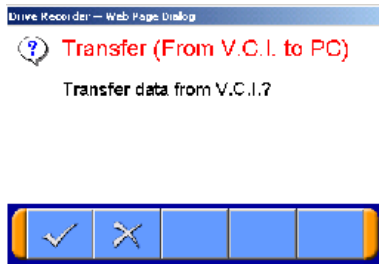 Drive Recorder -- Web Page Dialog
Transfer (From V.C.I. to PC)
Transfer data from V.C.I.?